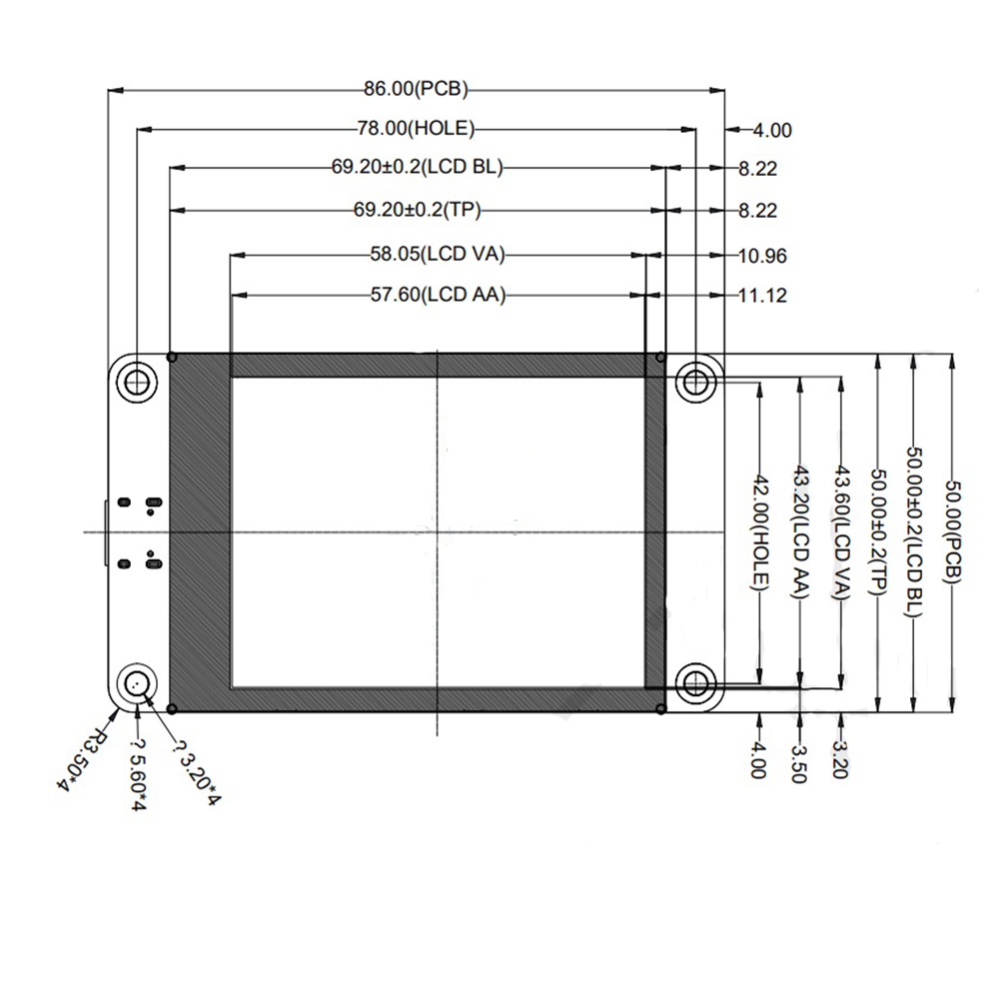 86.00(PCB)
78.00(HOLE)
4.00
69.20±0.2(LCD BL)
8.22
69.20±0.2(TP)
8.22
58.05(LCD VA)
10.96
57.60(LCD AA)
11.12
42.00(HOLE)
43.20(LCD AA)
43.60(LCD VA)
50.00±0.2(TP)
50.00±0.2(LCD BL)
50.00(PCB)
R3.50*4
? 5.60*4
? 3.20*4
4.00
3.50
3.20